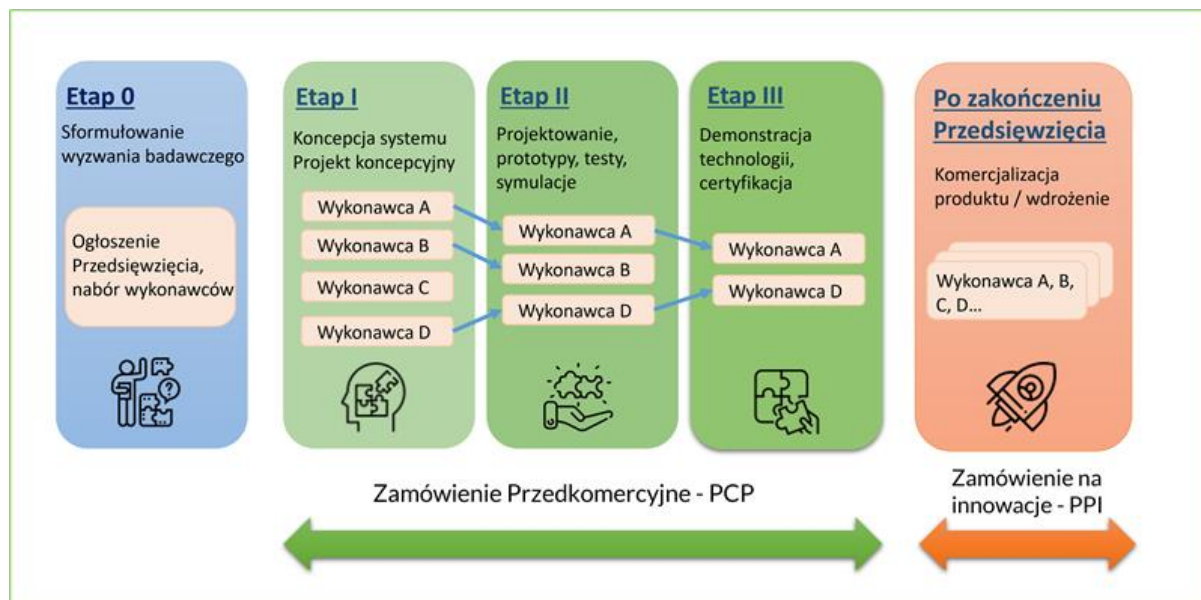 Etap 0
Sformułowanie
wyzwania badawczego
Ogłoszenie
Przedsięwzięcia,
nabór wykonawców
Etap I
Koncepcja systemu
Projekt koncepcyjny
Wykonawca A
Wykonawca B
Wykonawca C
Wykonawca D
Etap II
Projektowanie,
prototypy, testy,
symulacje
Wykonawca A
Wykonawca B
Wykonawca D
Etap III
Demonstracja
technologii,
certyfikacja
Wykonawca A
Wykonawca D
Po zakończeniu
Przedsięwzięcia
Komercjalizacja
produktu / wdrożenie
Wykonawca A, B,
C, D...
Zamówienie Przedkomercyjne - PCP
Zamówienie na
innowacje - PPI